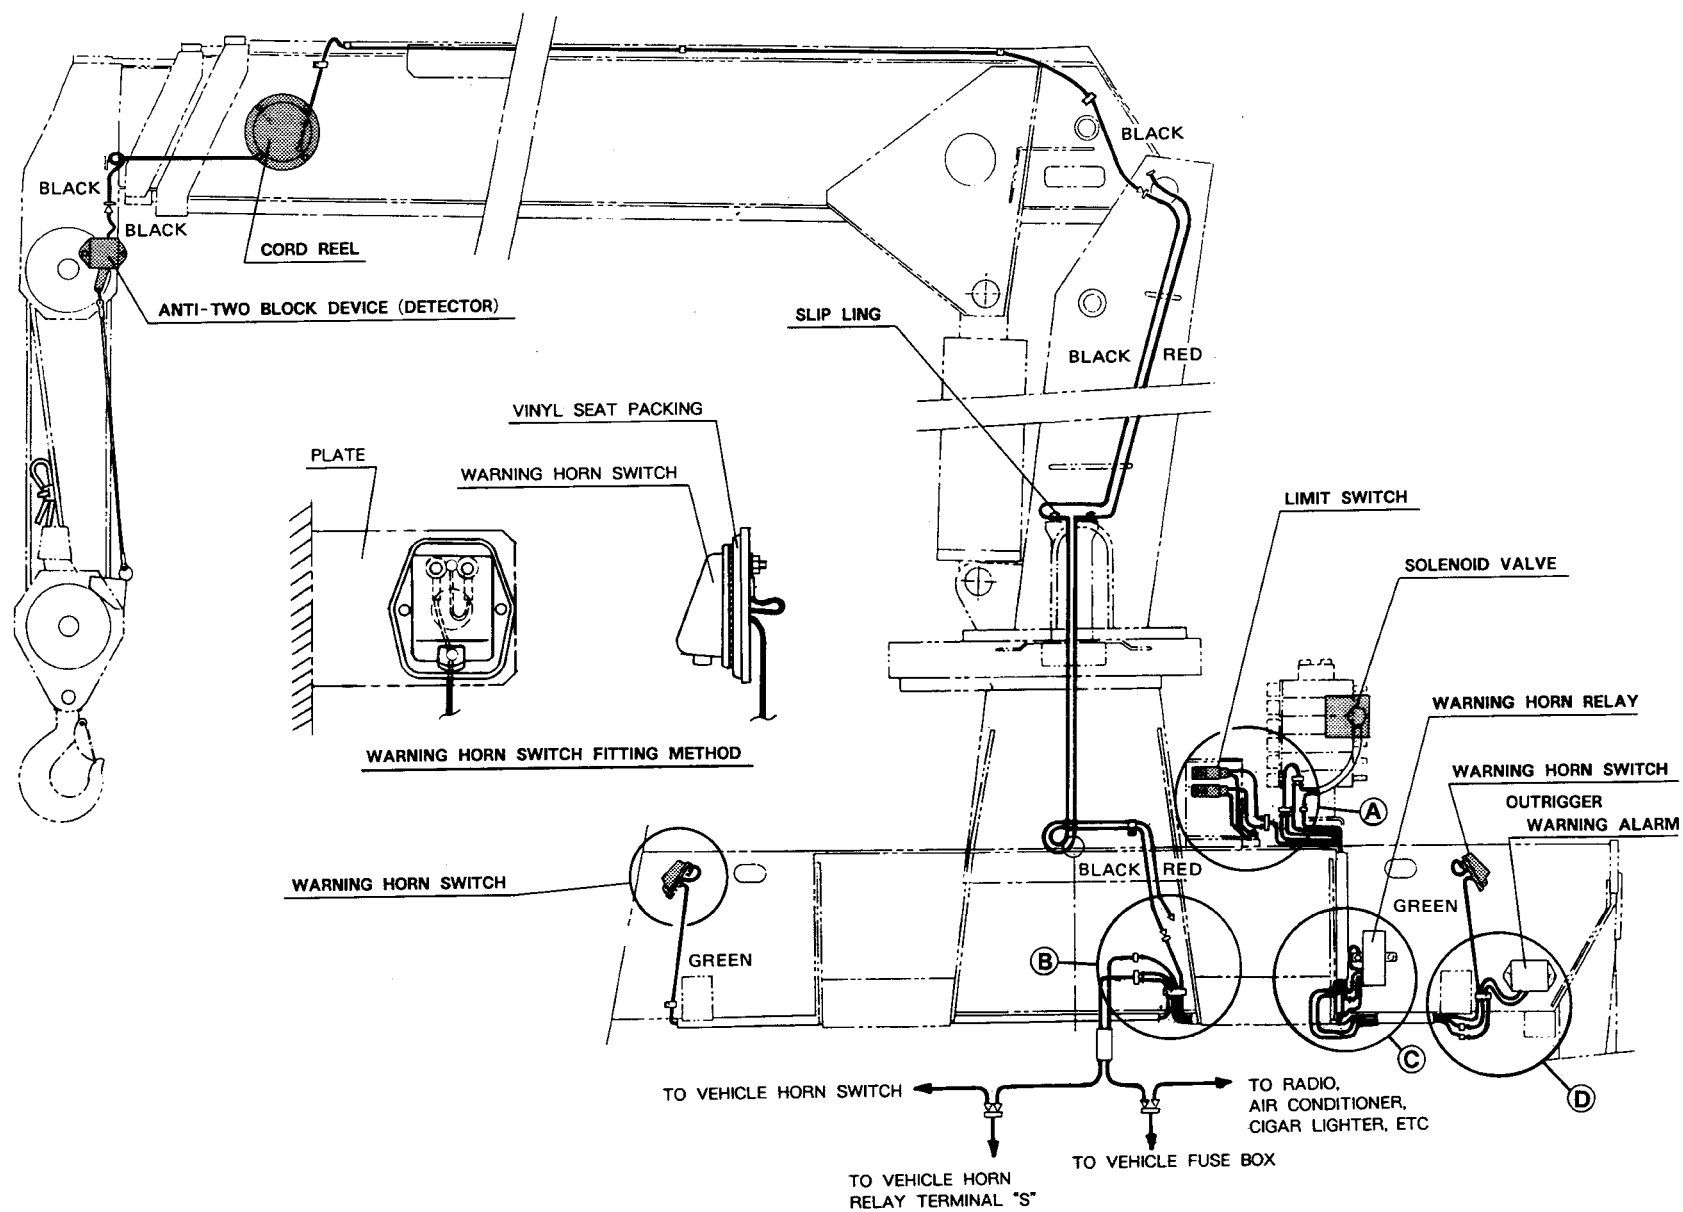 BLACK
BLACK
BLACK
CORD REEL
ANTI-TWO BLOCK DEVICE (DETECTOR)
SLIP LING
BLACK RED
VINYL SEAT PACKING
PLATE
WARNING HORN SWITCH
LIMIT SWITCH
SOLENOID VALVE
WARNING HORN RELAY
WARNING HORN SWITCH FITTING METHOD
WARNING HORN SWITCH
OUTRIGGER
WARNING ALARM
A
BLACK RED
WARNING HORN SWITCH
GREEN
GREEN
B
C
D
TO VEHICLE HORN SWITCH
TO RADIO,
AIR CONDITIONER,
CIGAR LIGHTER, ETC
TO VEHICLE FUSE BOX
TO VEHICLE HORN
RELAY TERMINAL "S"